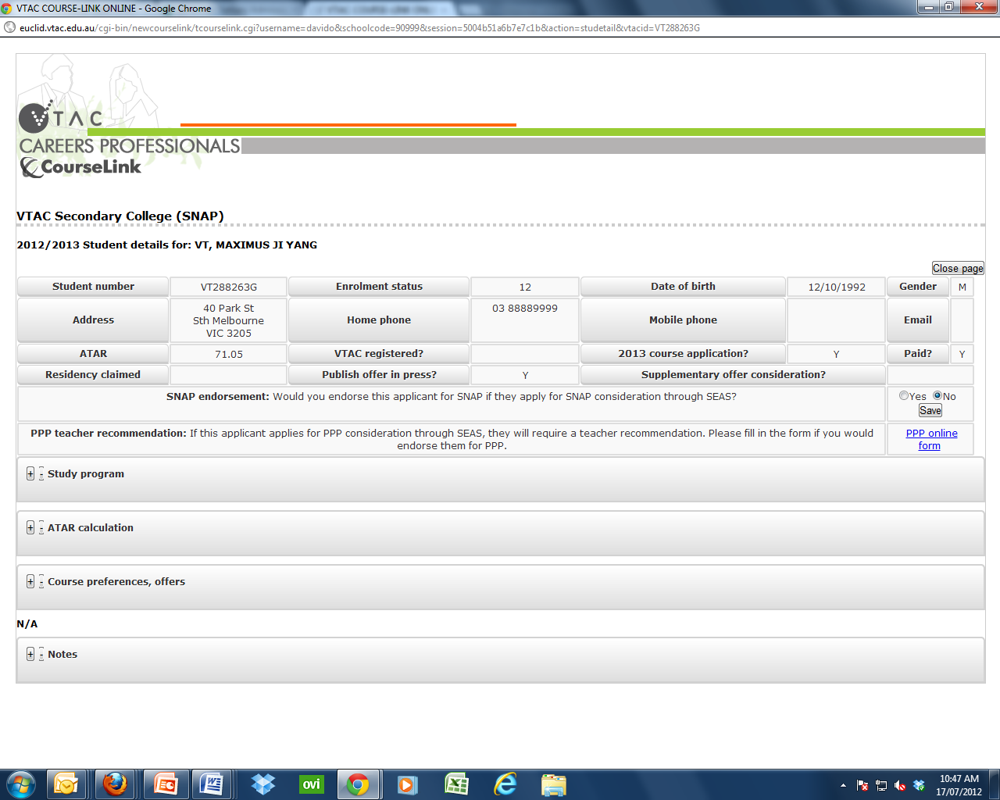 VTAC COURSE-LINK ONLINE - Google Chrome
euclid.vtac.edu.au/cgi-bin/newcourselink/tcourselink.cgi?username=davido&schoolcode=90999&session=5004b51a6b7e7c1b&action=studetail&vtacid=VT288263G
VTAC
CAREERS PROFESSIONALS
CourseLink
VTAC Secondary College (SNAP)
2012/2013 Student details for: VT, MAXIMUS JI YANG
Close page
Student number VT288263G Enrolment status 12 Date of birth 12/10/1992 Gender M
Address 40 Park St Sth Melbourne VIC 3205 Home phone 03 88889999 Mobile phone Email
ATAR 71.05 VTAC registered? 2013 course application? Y Paid? Y
Residency claimed Publish offer in press? Y Supplementary offer consideration?
SNAP endorsement: Would you endorse this applicant for SNAP if they apply for SNAP consideration through SEAS? Yes No
Save
PPP teacher recommendation: If this applicant applies for PPP consideration through SEAS, they will require a teacher recommendation. Please fill in the form if you would PPP online
endorse them for PPP. form
+ - Study program
+ - ATAR calculation
+ - Course preferences, offers
N/A
+ - Notes
ovi
10:47 AM
17/07/2012